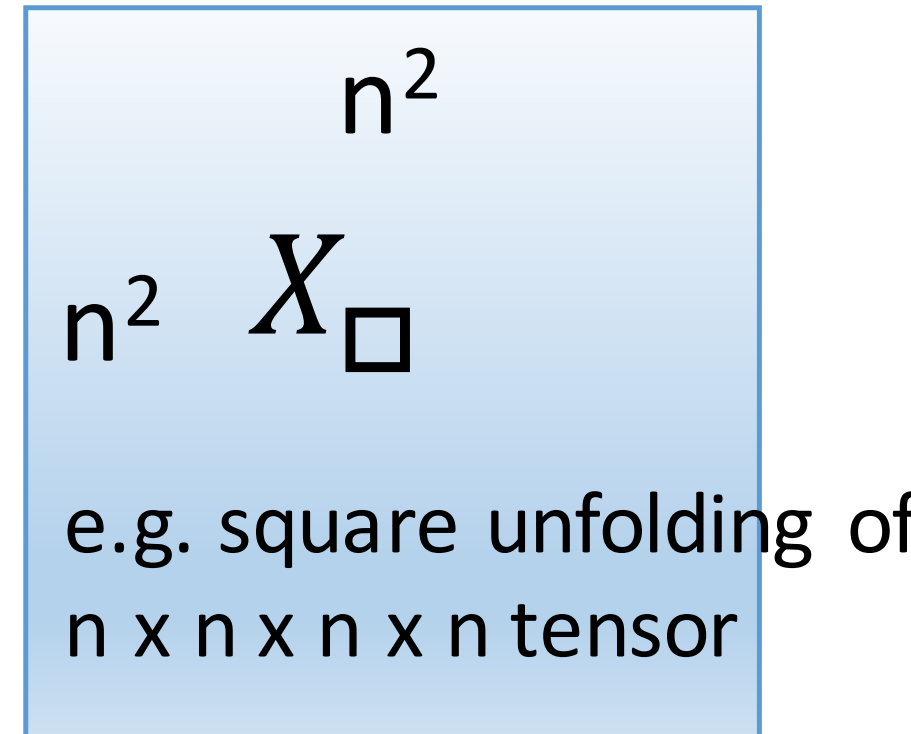 n²
n² X□
e.g. square unfolding of
n x n x n x n tensor